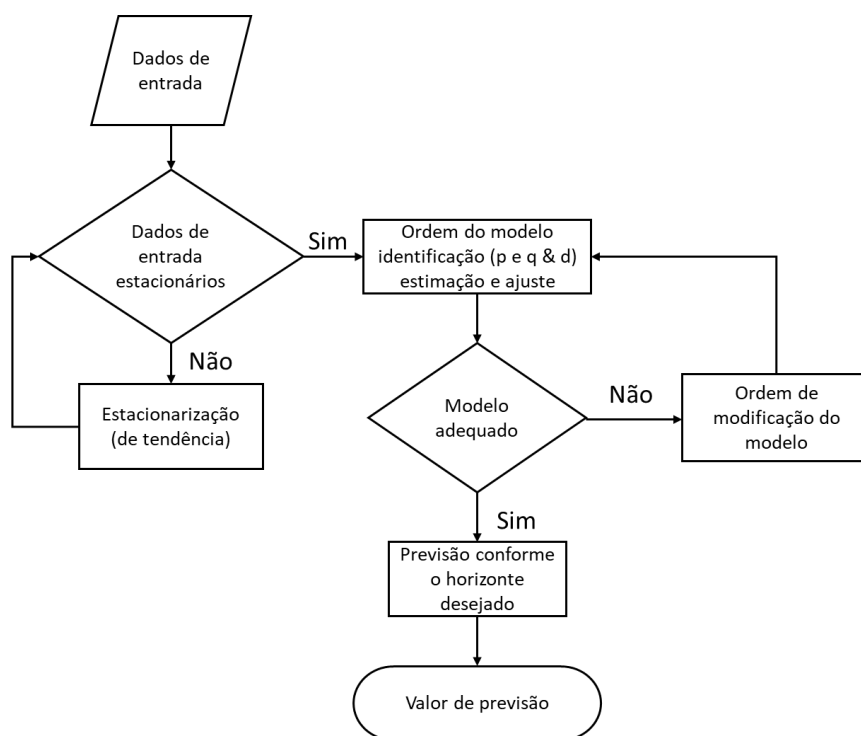 Dados de
entrada
Dados de
entrada
estacionários
Sim
Ordem do modelo
identificação (p e q & d)
estimação e ajuste
Não
Estacionarização
(de tendência)
Modelo
adequado
Não
Ordem de
modificação do
modelo
Sim
Previsão conforme
o horizonte
desejado
Valor de previsão